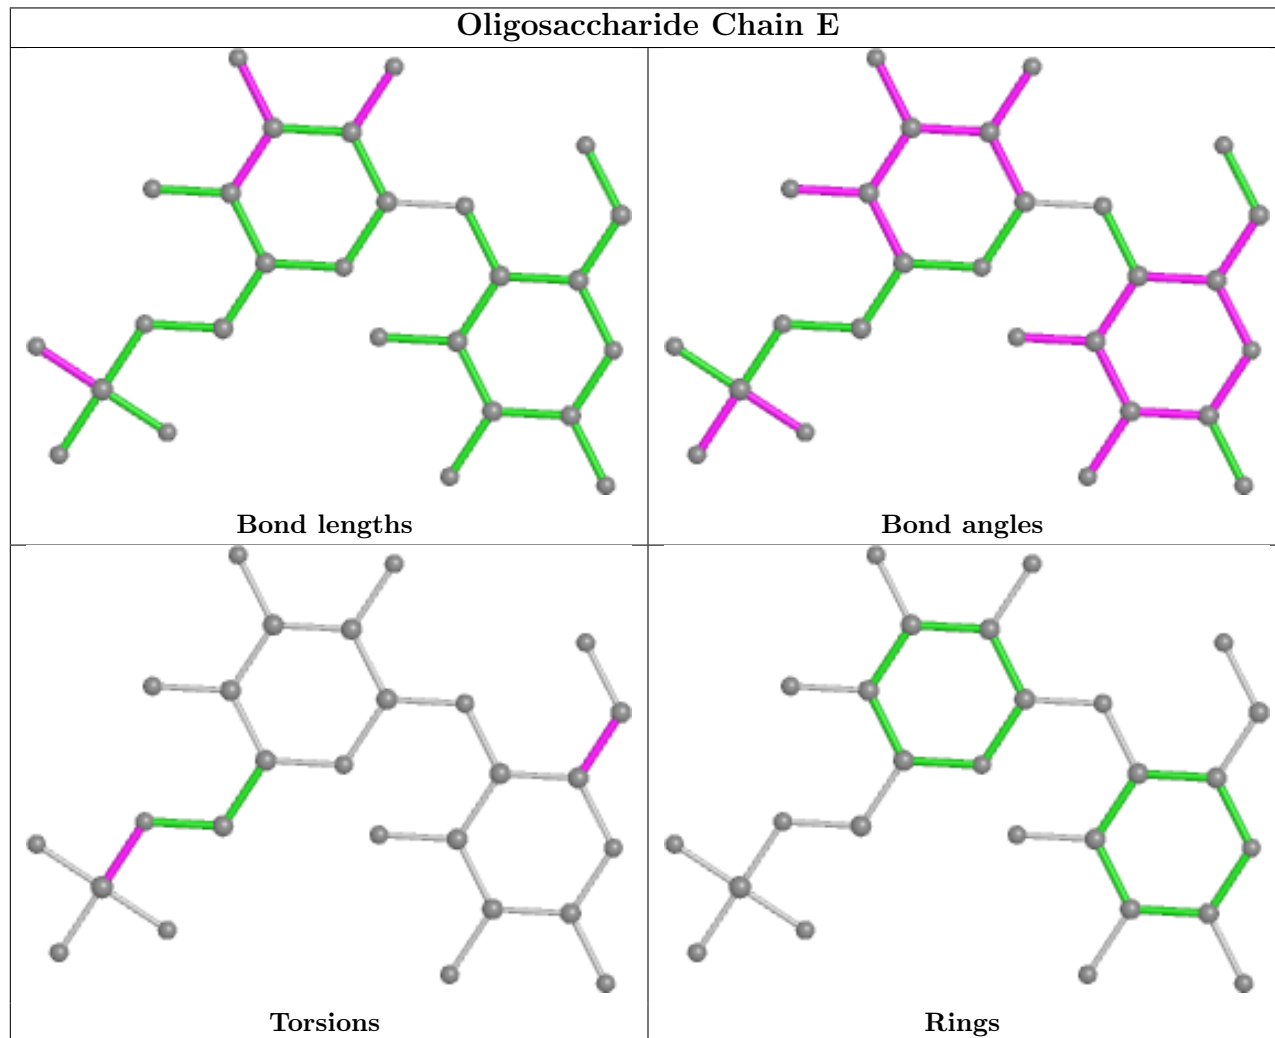 Oligosaccharide Chain E
Bond lengths
Bond angles
Torsions
Rings